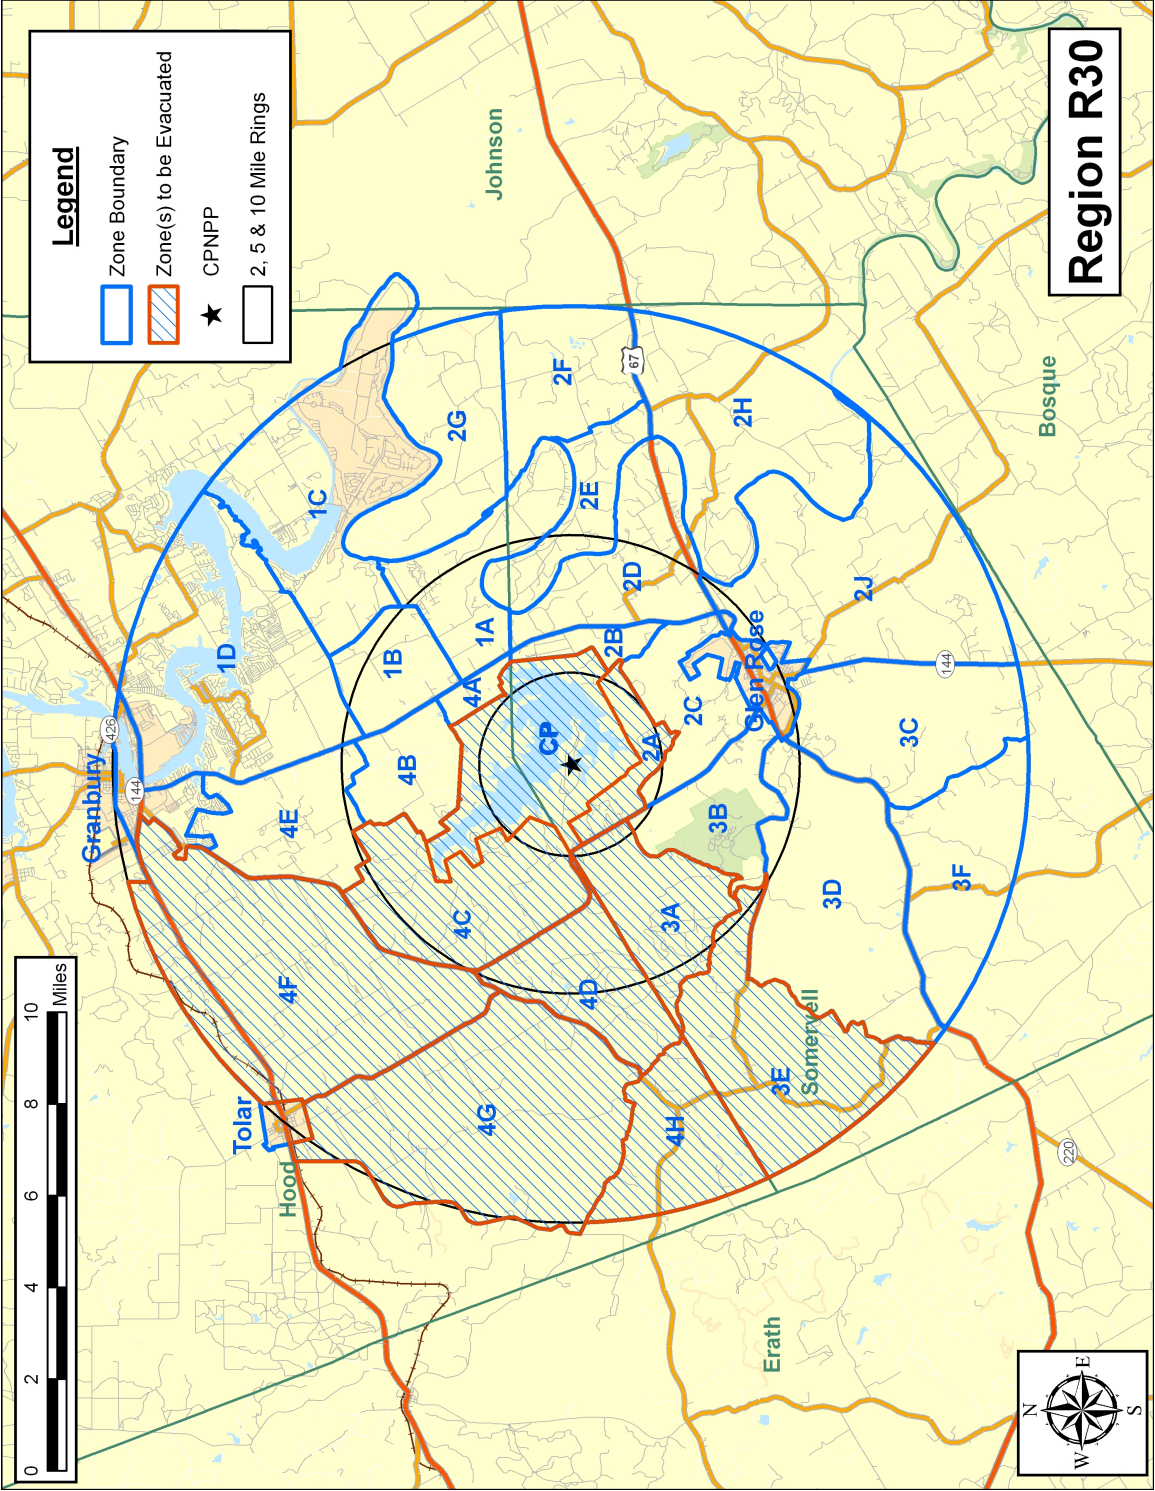 Legend
Zone Boundary
Zone(s) to be Evacuated
CPNPP
2, 5 & 10 Mile Rings
Region R30
0 2 4 6 8 10
Miles
N
W E
S
Granbury
Tolar
Glen Rose
Hood
Johnson
Bosque
Somervell
Erath
426
144
67
144
220
CP
1A
1B
1C
1D
2A
2B
2C
2D
2E
2F
2G
2H
2J
3A
3B
3C
3D
3E
3F
4A
4B
4C
4D
4E
4F
4G
4H